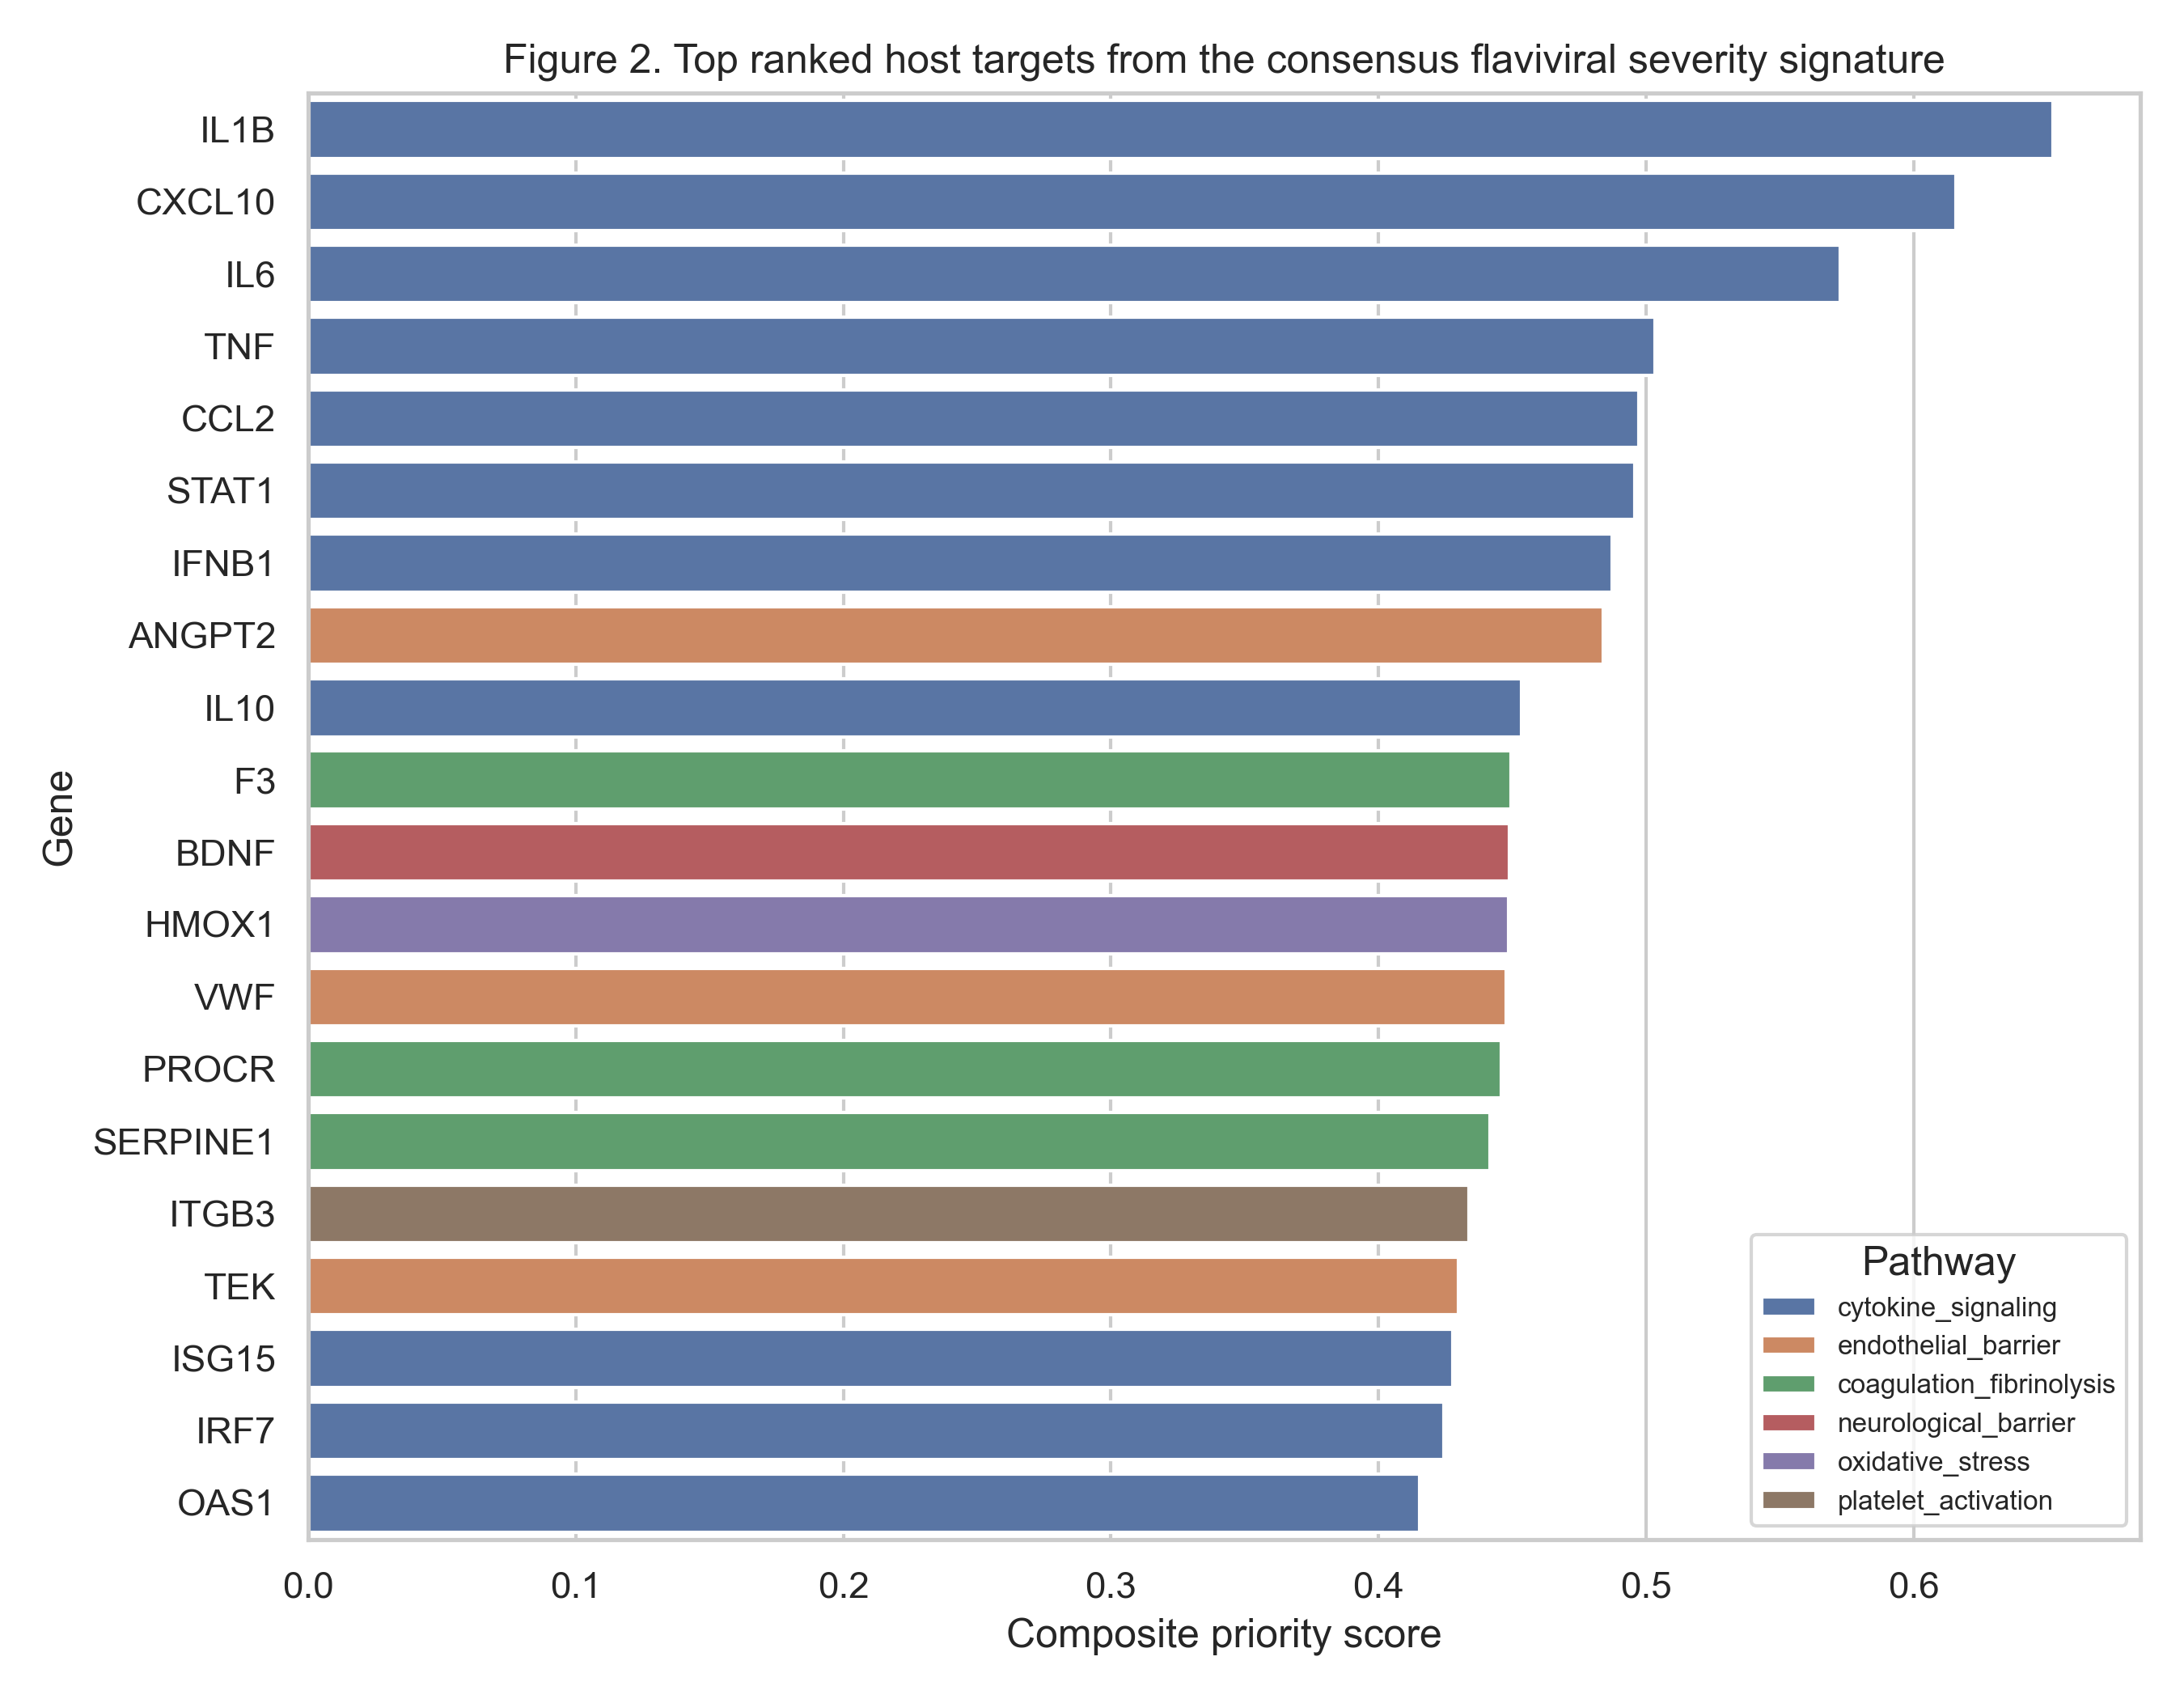 Figure 2. Top ranked host targets from the consensus flaviviral severity signature
Gene
IL1B
CXCL10
IL6
TNF
CCL2
STAT1
IFNB1
ANGPT2
IL10
F3
BDNF
HMOX1
VWF
PROCR
SERPINE1
ITGB3
TEK
ISG15
IRF7
OAS1
Pathway
cytokine_signaling
endothelial_barrier
coagulation_fibrinolysis
neurological_barrier
oxidative_stress
platelet_activation
0.0 0.1 0.2 0.3 0.4 0.5 0.6
Composite priority score